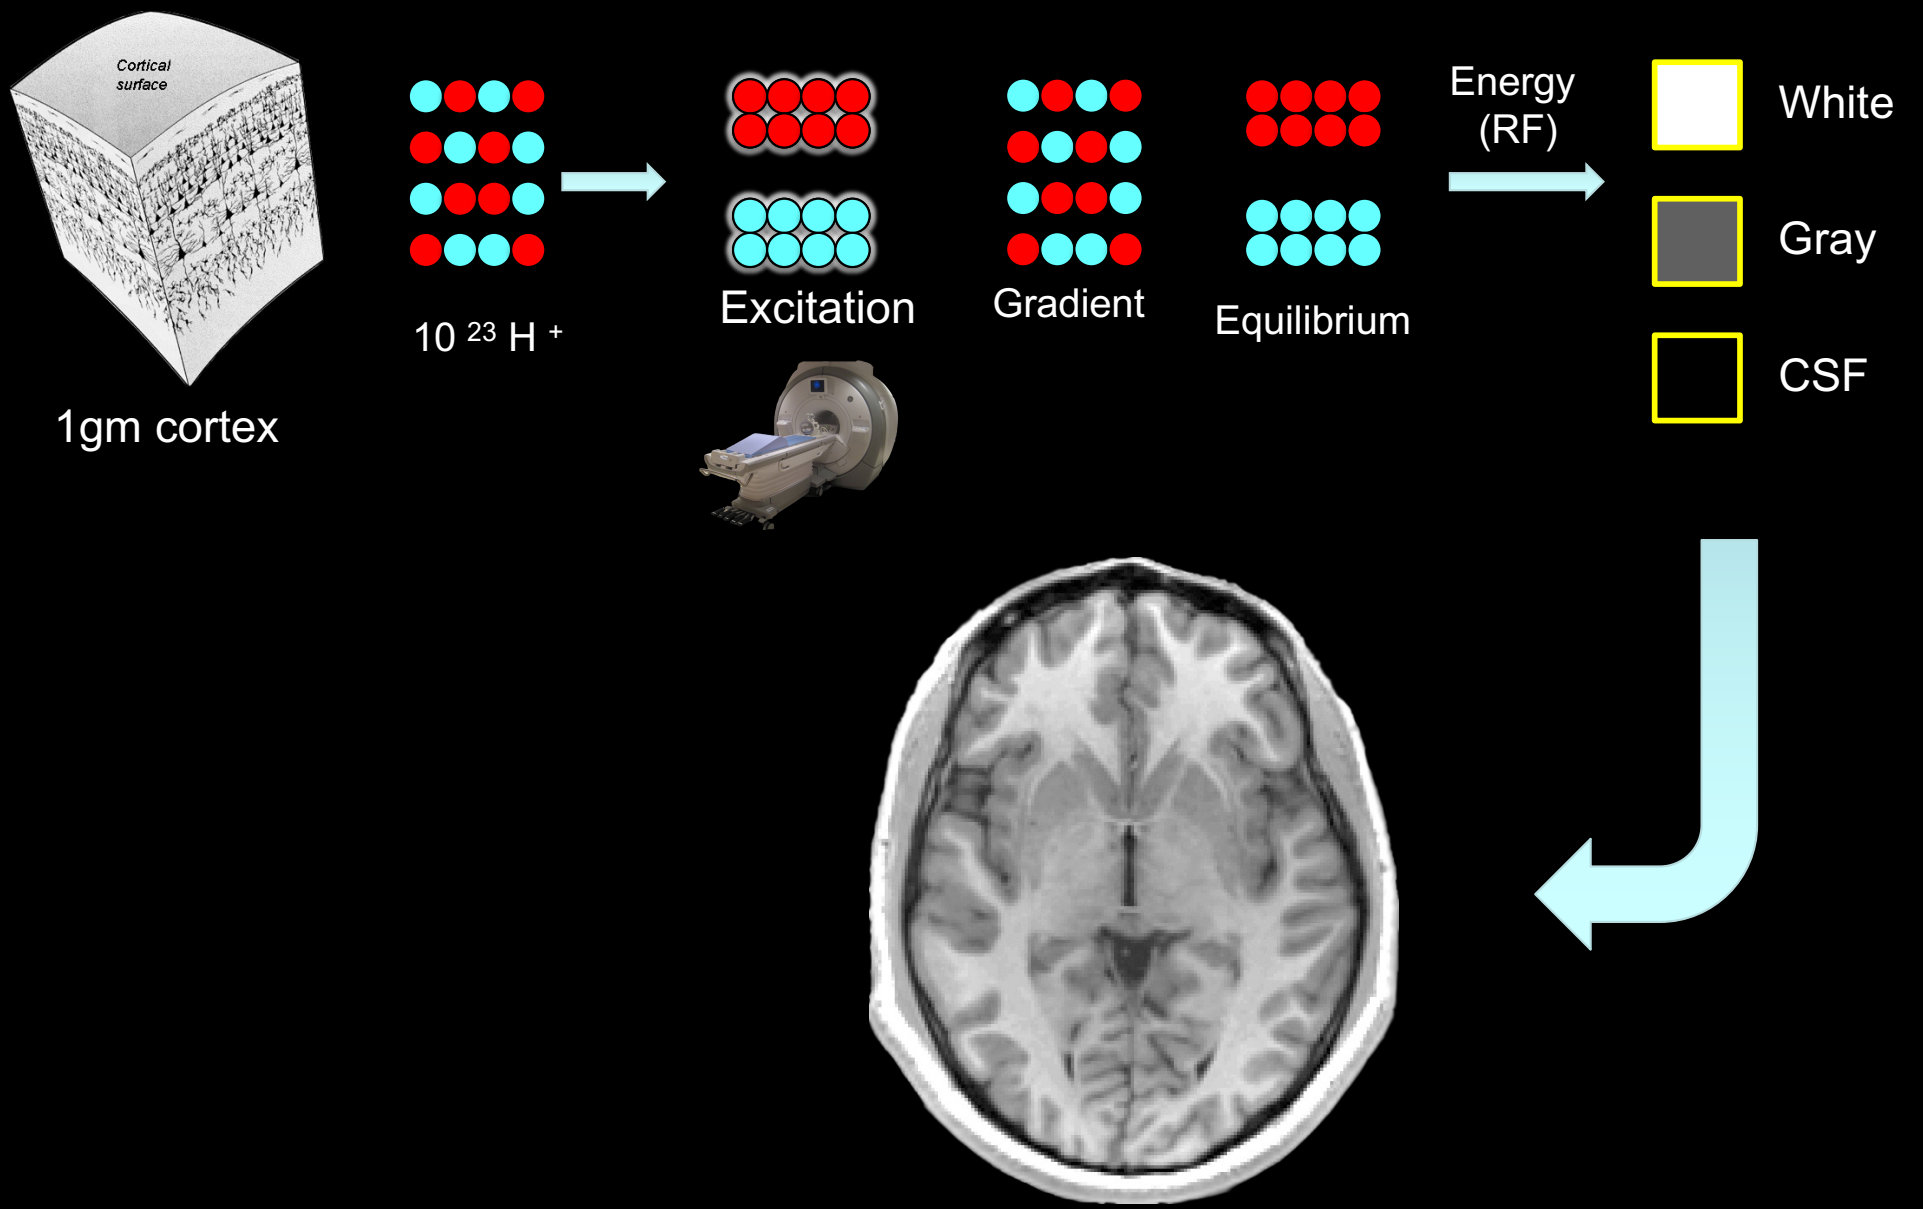 Cortical
surface
1gm cortex
10 23 H +
Excitation
Gradient
Equilibrium
Energy
(RF)
White
Gray
CSF